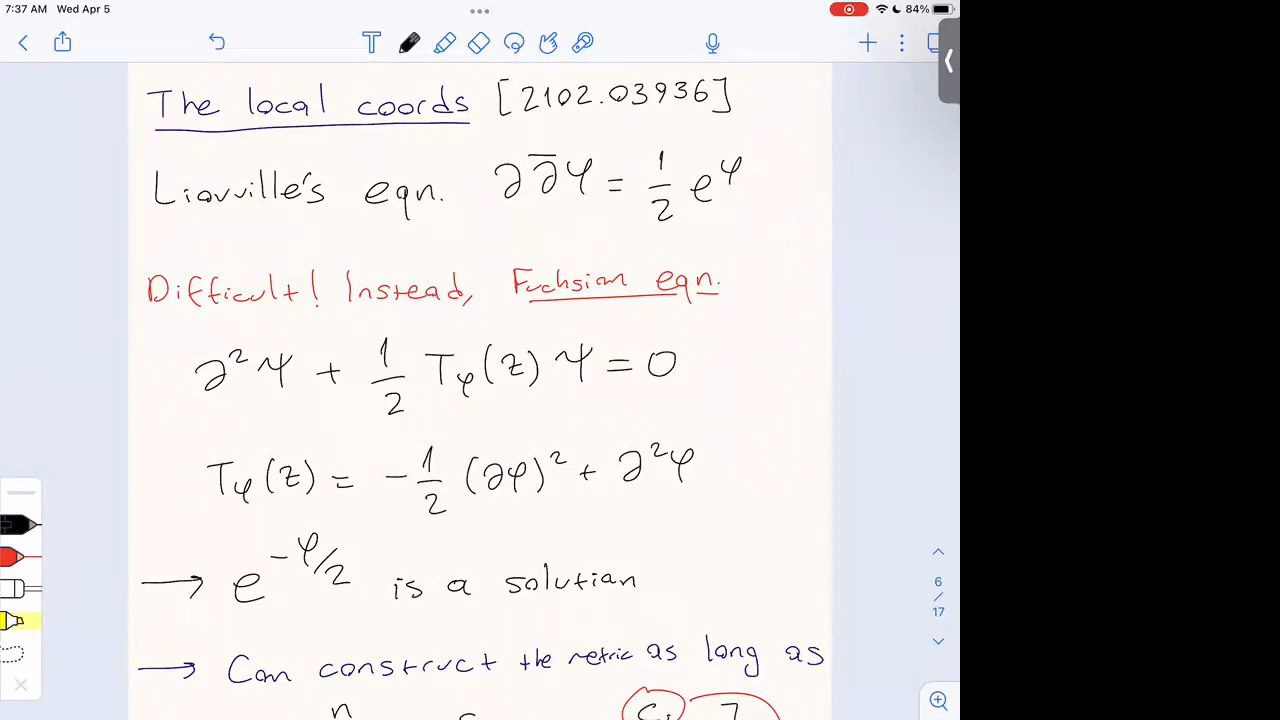 7:37 AM Wed Apr 5
84%
The local coords [2102.03936]
Liouville's eqn. ∂∂̄φ = 1/2 e^φ
Difficult! Instead, Fuchsian eqn.
∂²ψ + 1/2 T_φ(z) ψ = 0
T_φ(z) = -1/2 (∂φ)² + ∂²φ
→ e^{-φ/2} is a solution
→ Can construct the metric as long as
6
/
17